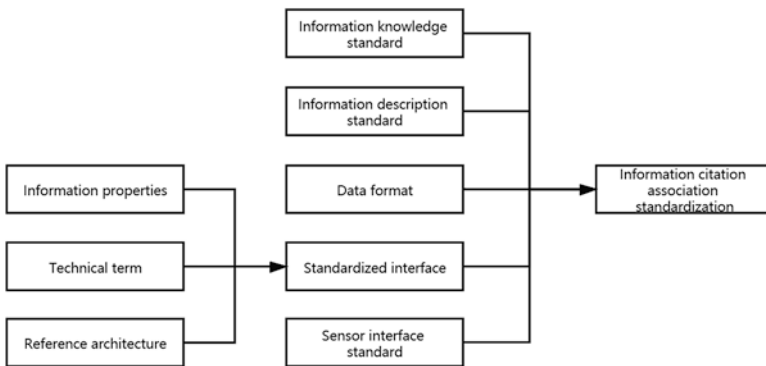 Information knowledge
standard
Information description
standard
Information properties
Data format
Information citation
association
standardization
Technical term
Standardized interface
Reference architecture
Sensor interface
standard